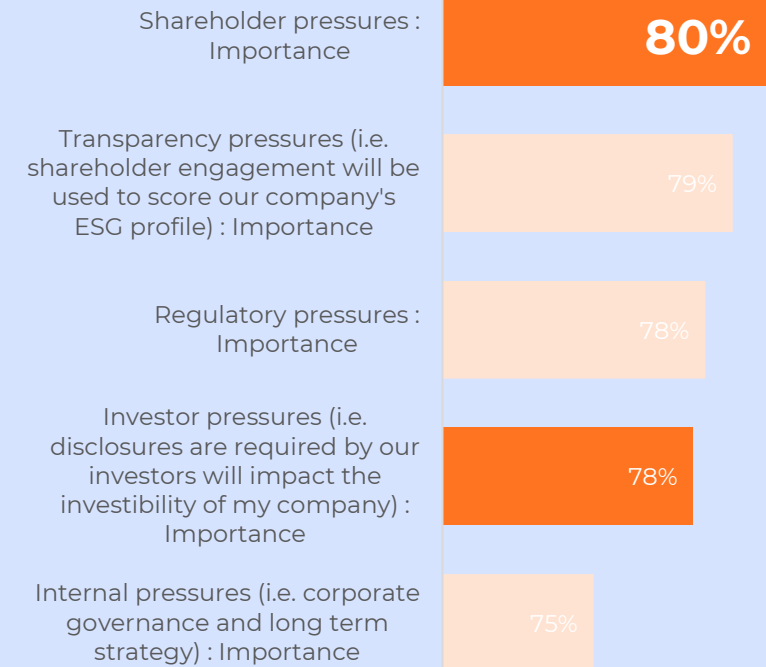 Shareholder pressures :
Importance
80%
Transparency pressures (i.e.
shareholder engagement will be
used to score our company's
ESG profile) : Importance
79%
Regulatory pressures :
Importance
78%
Investor pressures (i.e.
disclosures are required by our
investors will impact the
investibility of my company) :
Importance
78%
Internal pressures (i.e. corporate
governance and long term
strategy) : Importance
75%